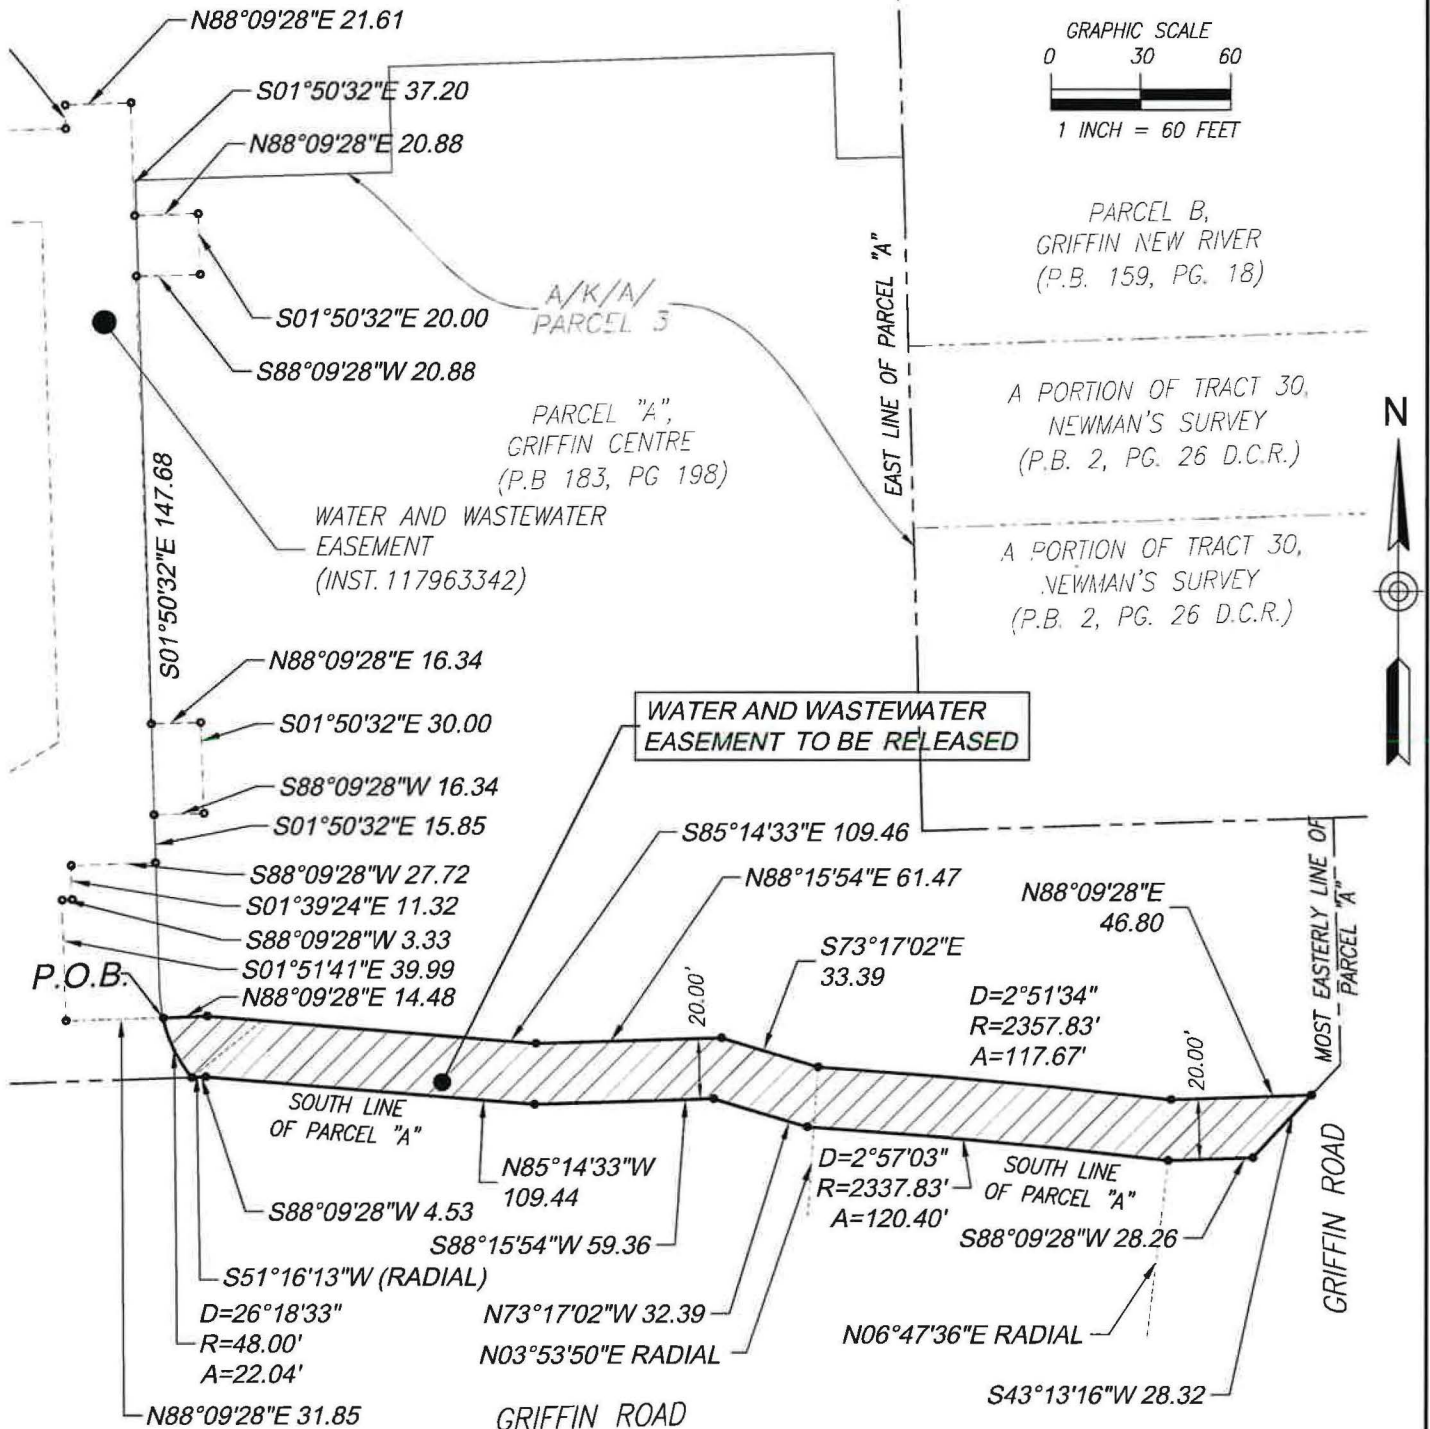 N88°09'28"E 21.61
GRAPHIC SCALE
0 30 60
1 INCH = 60 FEET
S01°50'32"E 37.20
N88°09'28"E 20.88
PARCEL B,
GRIFFIN NEW RIVER
(P.B. 159, PG. 18)
EAST LINE OF PARCEL "A"
A/K/A/
PARCEL 3
S01°50'32"E 20.00
S88°09'28"W 20.88
A PORTION OF TRACT 30,
NEWMAN'S SURVEY
(P.B. 2, PG. 26 D.C.R.)
N
PARCEL "A",
GRIFFIN CENTRE
(P.B 183, PG 198)
S01°50'32"E 147.68
WATER AND WASTEWATER
EASEMENT
(INST. 117963342)
A PORTION OF TRACT 30,
NEWMAN'S SURVEY
(P.B. 2, PG. 26 D.C.R.)
N88°09'28"E 16.34
S01°50'32"E 30.00
WATER AND WASTEWATER
EASEMENT TO BE RELEASED
S88°09'28"W 16.34
S01°50'32"E 15.85
S85°14'33"E 109.46
N88°15'54"E 61.47
N88°09'28"E
46.80
MOST EASTERLY LINE OF
PARCEL "A"
S88°09'28"W 27.72
S01°39'24"E 11.32
S88°09'28"W 3.33
S01°51'41"E 39.99
N88°09'28"E 14.48
P.O.B.
S73°17'02"E
33.39
20.00'
D=2°51'34"
R=2357.83'
A=117.67'
20.00'
SOUTH LINE
OF PARCEL "A"
N85°14'33"W
109.44
D=2°57'03"
R=2337.83'
A=120.40'
SOUTH LINE
OF PARCEL "A"
GRIFFIN ROAD
S88°09'28"W 4.53
S88°15'54"W 59.36
S88°09'28"W 28.26
S51°16'13"W (RADIAL)
D=26°18'33"
R=48.00'
A=22.04'
N73°17'02"W 32.39
N03°53'50"E RADIAL
N06°47'36"E RADIAL
S43°13'16"W 28.32
N88°09'28"E 31.85
GRIFFIN ROAD